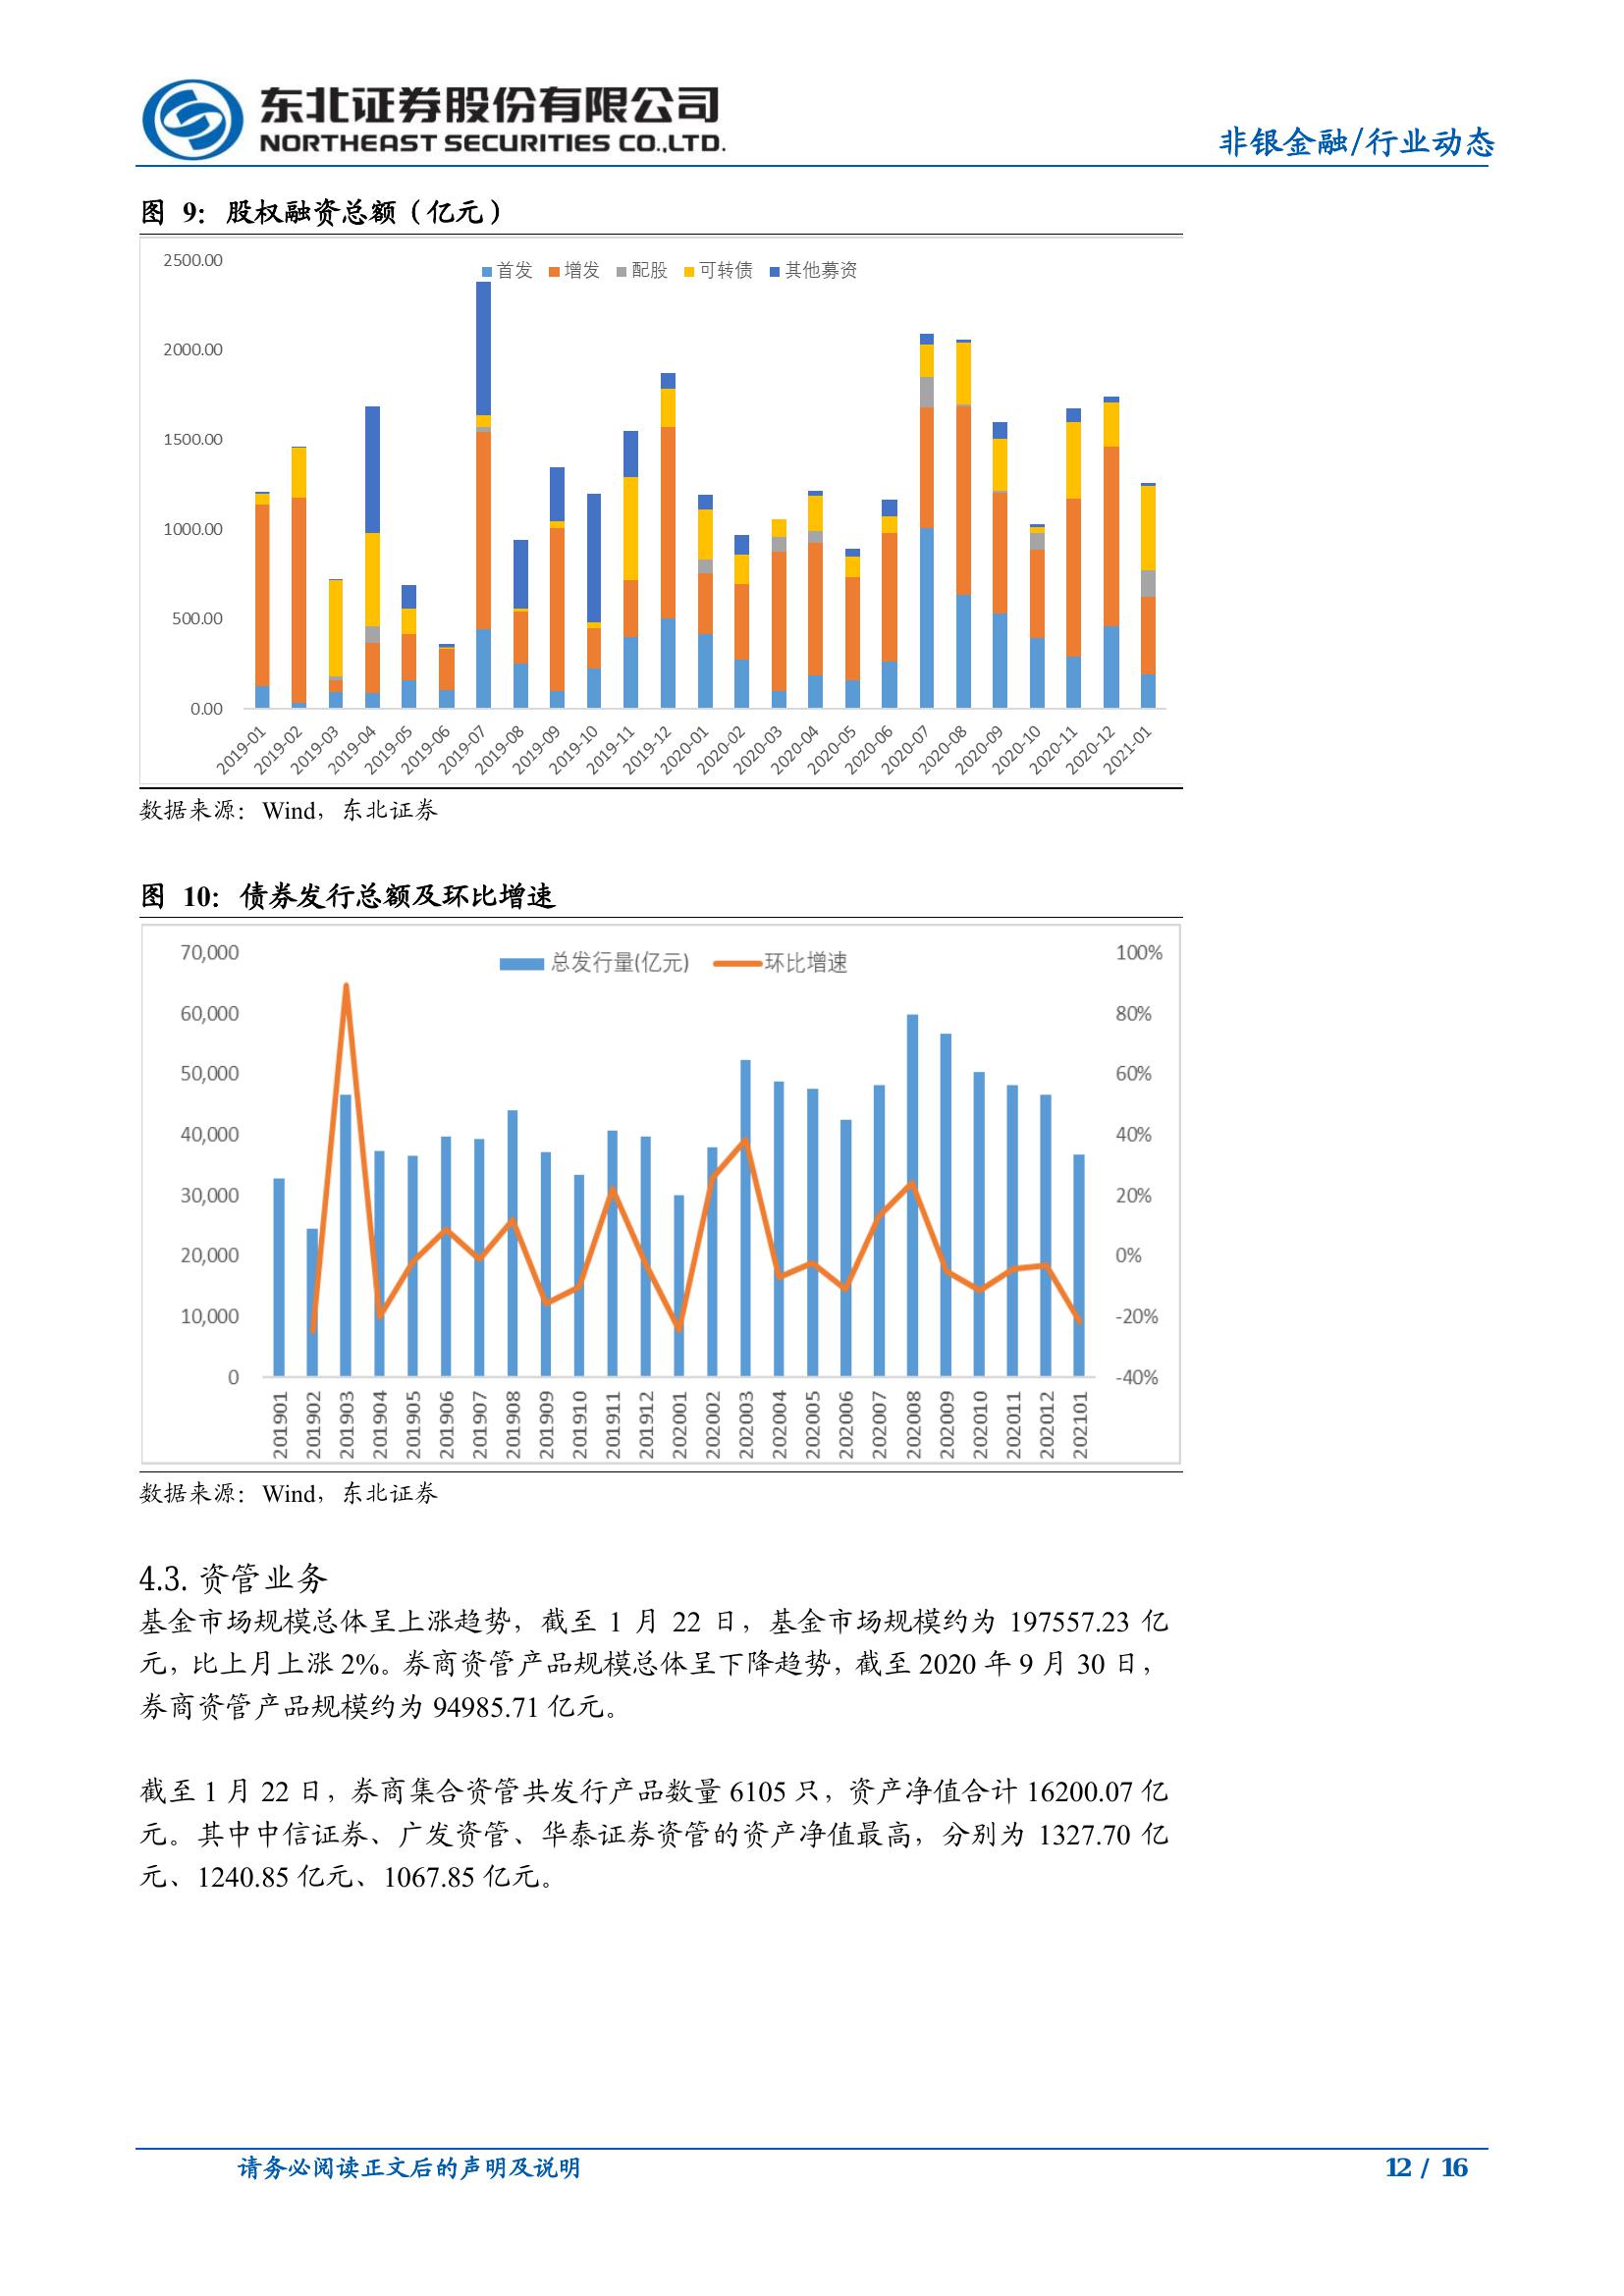 东北证券股份有限公司
NORTHEAST SECURITIES CO.,LTD.
非银金融/行业动态
图 9：股权融资总额（亿元）
首发 增发 配股 可转债 其他募资
2500.00
2000.00
1500.00
1000.00
500.00
0.00
2019-01 2019-02 2019-03 2019-04 2019-05 2019-06 2019-07 2019-08 2019-09 2019-10 2019-11 2019-12 2020-01 2020-02 2020-03 2020-04 2020-05 2020-06 2020-07 2020-08 2020-09 2020-10 2020-11 2020-12 2021-01
数据来源：Wind，东北证券
图 10：债券发行总额及环比增速
总发行量(亿元) 环比增速
70,000 100%
60,000 80%
50,000 60%
40,000 40%
30,000 20%
20,000 0%
10,000 -20%
0 -40%
201901 201902 201903 201904 201905 201906 201907 201908 201909 201910 201911 201912 202001 202002 202003 202004 202005 202006 202007 202008 202009 202010 202011 202012 202101
数据来源：Wind，东北证券
4.3. 资管业务
基金市场规模总体呈上涨趋势，截至 1 月 22 日，基金市场规模约为 197557.23 亿
元，比上月上涨 2%。券商资管产品规模总体呈下降趋势，截至 2020 年 9 月 30 日，
券商资管产品规模约为 94985.71 亿元。
截至 1 月 22 日，券商集合资管共发行产品数量 6105 只，资产净值合计 16200.07 亿
元。其中中信证券、广发资管、华泰证券资管的资产净值最高，分别为 1327.70 亿
元、1240.85 亿元、1067.85 亿元。
请务必阅读正文后的声明及说明
12 / 16